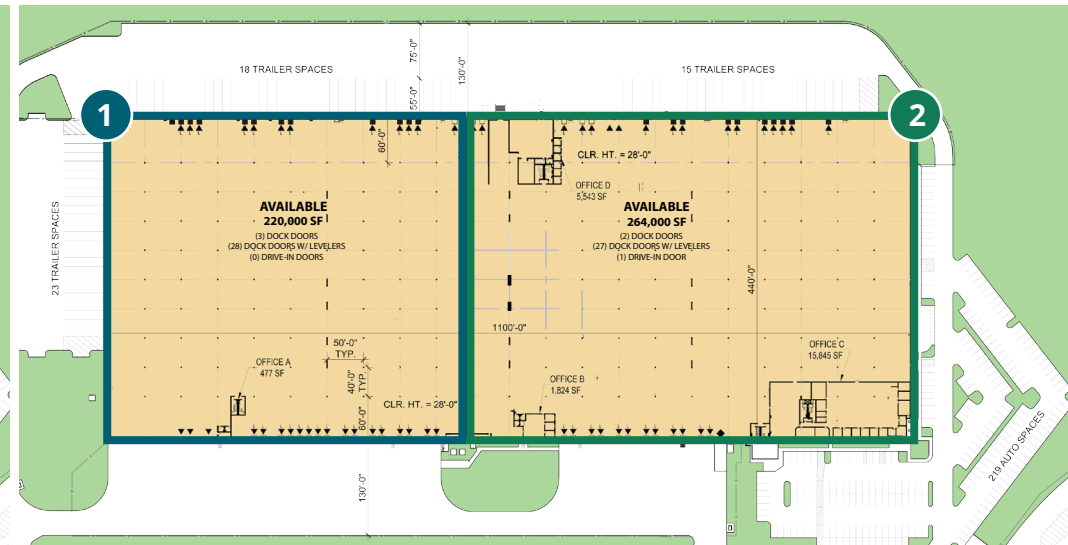 75'-0"
130'-0"
18 TRAILER SPACES
15 TRAILER SPACES
55'-0"
1
2
60'-0"
CLR. HT. = 28'-0"
OFFICE D
5,543 SF
AVAILABLE
220,000 SF
(3) DOCK DOORS
(28) DOCK DOORS W/ LEVELERS
(0) DRIVE-IN DOORS
AVAILABLE
264,000 SF
(2) DOCK DOORS
(27) DOCK DOORS W/ LEVELERS
(1) DRIVE-IN DOOR
23 TRAILER SPACES
440'-0"
1100'-0"
50'-0"
TYP.
OFFICE A
477 SF
40'-0"
TYP.
OFFICE C
15,845 SF
OFFICE B
1,824 SF
CLR. HT. = 28'-0"
60'-0"
219 AUTO SPACES
130'-0"